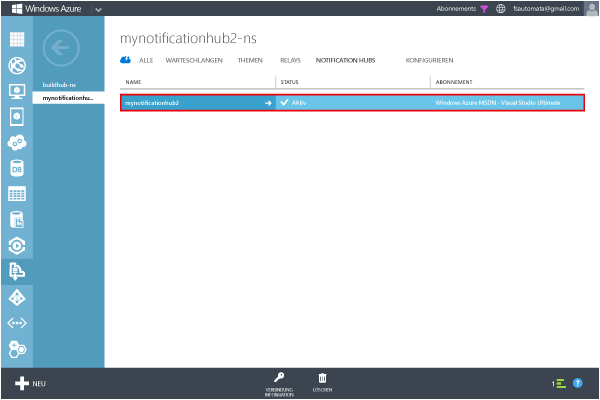 Windows Azure
Abonnements
fsautomata@gmail.com
mynotificationhub2-ns
ALLE WARTESCHLANGEN THEMEN RELAYS NOTIFICATION HUBS KONFIGURIEREN
buildhub-ns
mynotificationhu...
NAME STATUS ABONNEMENT
mynotificationhub2 Aktiv Windows Azure MSDN - Visual Studio Ultimate
DB
NEU
VERBINDUNG
INFORMATION
LÖSCHEN
1
?